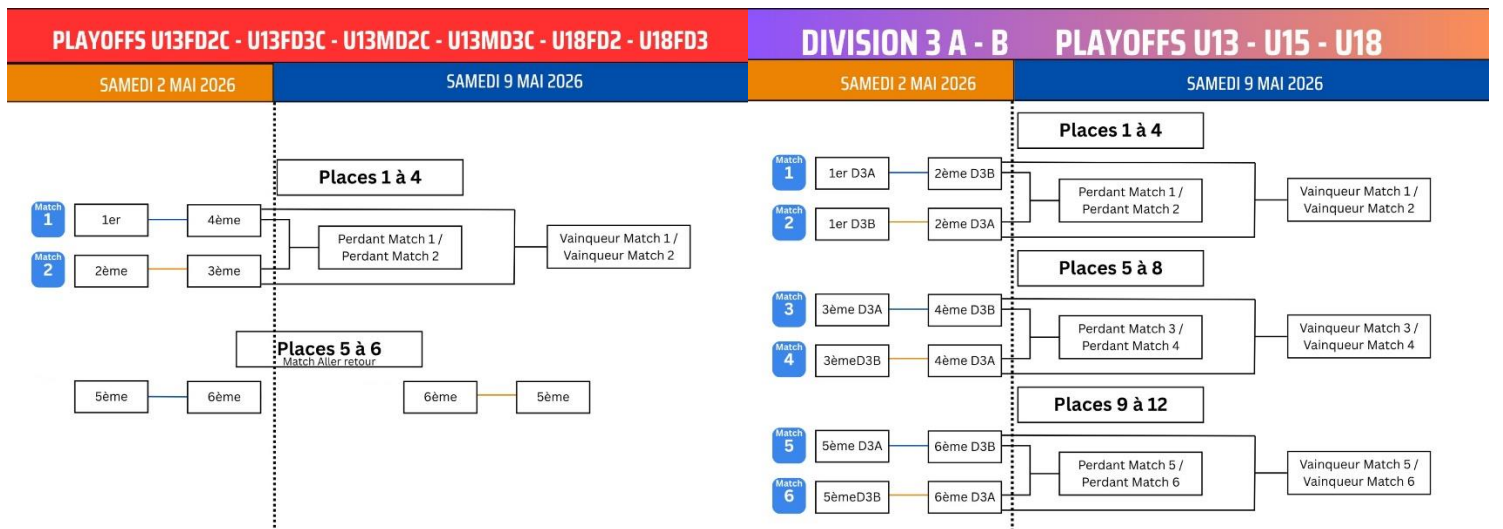 PLAYOFFS U13FD2C - U13FD3C - U13MD2C - U13MD3C - U18FD2 - U18FD3
SAMEDI 2 MAI 2026
SAMEDI 9 MAI 2026
Places 1 à 4
Match
1
1er
4ème
Match
2
2ème
3ème
Perdant Match 1 /
Perdant Match 2
Vainqueur Match 1 /
Vainqueur Match 2
Places 5 à 6
Match Aller retour
5ème
6ème
6ème
5ème
DIVISION 3 A - B PLAYOFFS U13 - U15 - U18
SAMEDI 2 MAI 2026
SAMEDI 9 MAI 2026
Places 1 à 4
Match
1
1er D3A
2ème D3B
Match
2
1er D3B
2ème D3A
Perdant Match 1 /
Perdant Match 2
Vainqueur Match 1 /
Vainqueur Match 2
Places 5 à 8
Match
3
3ème D3A
4ème D3B
Match
4
3èmeD3B
4ème D3A
Perdant Match 3 /
Perdant Match 4
Vainqueur Match 3 /
Vainqueur Match 4
Places 9 à 12
Match
5
5ème D3A
6ème D3B
Match
6
5èmeD3B
6ème D3A
Perdant Match 5 /
Perdant Match 6
Vainqueur Match 5 /
Vainqueur Match 6